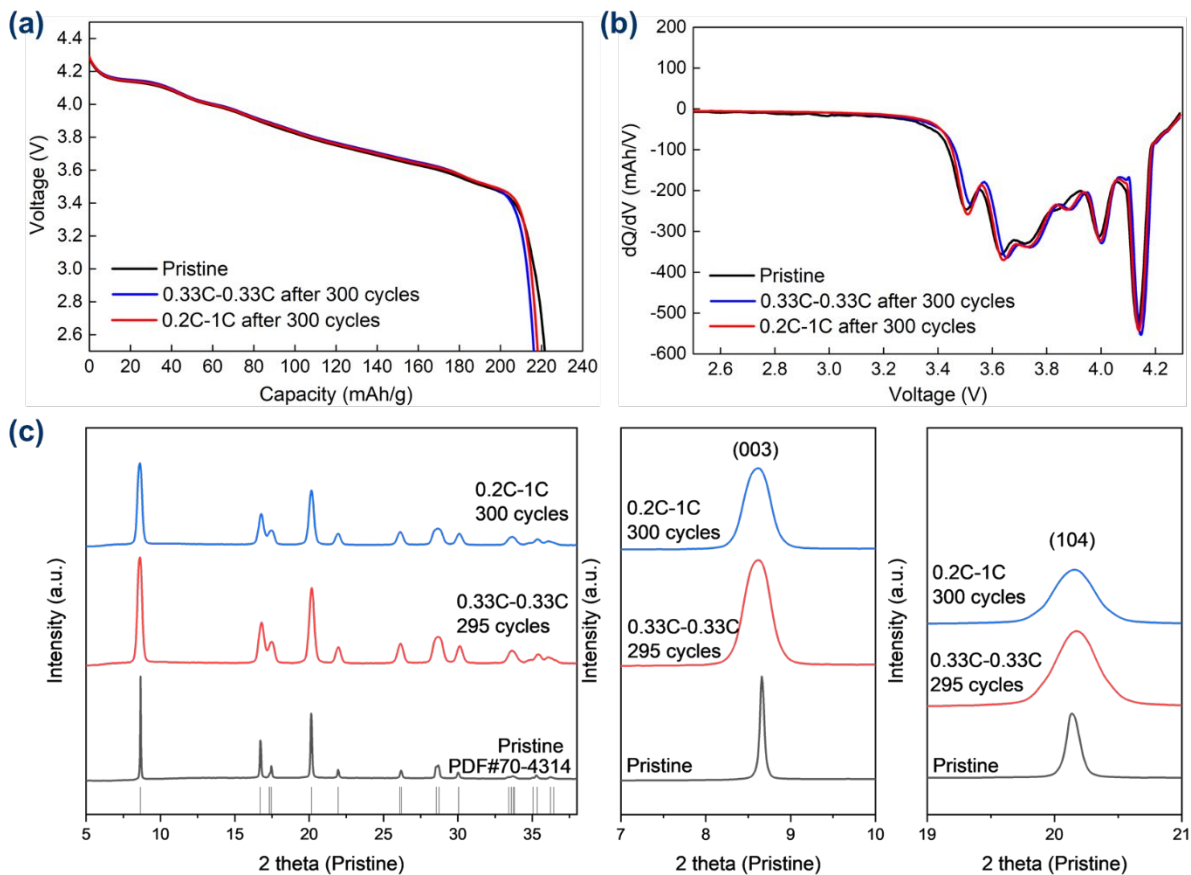 (a)
4.4
4.2
4.0
3.8
3.6
3.4
3.2
3.0
2.8
2.6
Voltage (V)
Pristine
0.33C-0.33C after 300 cycles
0.2C-1C after 300 cycles
0 20 40 60 80 100 120 140 160 180 200 220 240
Capacity (mAh/g)
(b)
200
100
0
-100
-200
-300
-400
-500
-600
dQ/dV (mAh/V)
Pristine
0.33C-0.33C after 300 cycles
0.2C-1C after 300 cycles
2.6 2.8 3.0 3.2 3.4 3.6 3.8 4.0 4.2
Voltage (V)
(c)
Intensity (a.u.)
0.2C-1C
300 cycles
0.33C-0.33C
295 cycles
Pristine
PDF#70-4314
5 10 15 20 25 30 35
2 theta (Pristine)
Intensity (a.u.)
(003)
0.2C-1C
300 cycles
0.33C-0.33C
295 cycles
Pristine
7 8 9 10
2 theta (Pristine)
Intensity (a.u.)
(104)
0.2C-1C
300 cycles
0.33C-0.33C
295 cycles
Pristine
19 20 21
2 theta (Pristine)